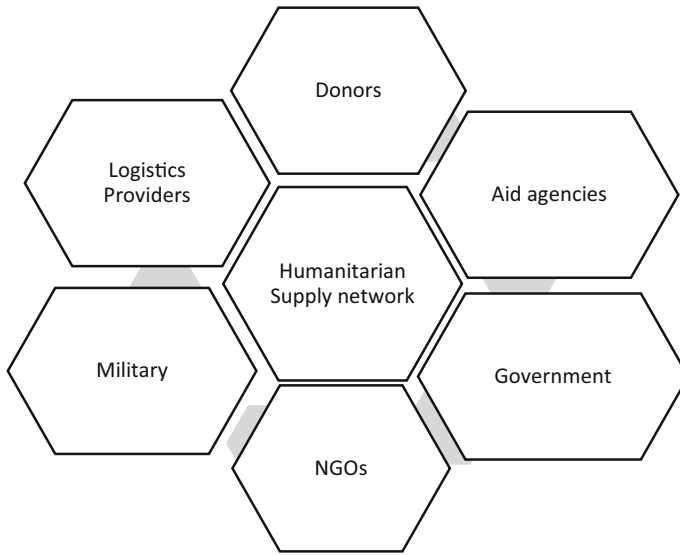 Donors
Logistics
Providers
Aid agencies
Humanitarian
Supply network
Military
Government
NGOs